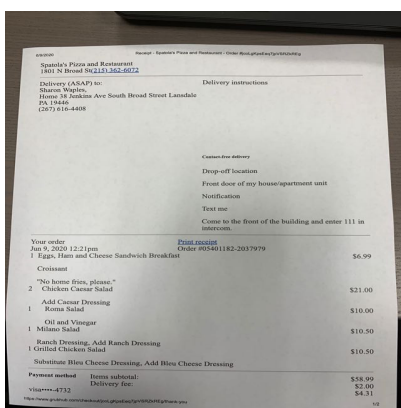 6/9/2020 Receipt - Spatola's Pizza and Restaurant - Order
Spatola's Pizza and Restaurant
1801 N Broad St(215) 362-6072
Delivery (ASAP) to: Delivery instructions
Sharon Waples,
Home 38 Jenkins Ave South Broad Street Lansdale
PA 19446
(267) 616-4408
Contact-free delivery
Drop-off location
Front door of my house/apartment unit
Notification
Text me
Come to the front of the building and enter 111 in
intercom.
Your order Print receipt
Jun 9, 2020 12:21pm Order #05401182-2037979
1 Eggs, Ham and Cheese Sandwich Breakfast $6.99
Croissant
"No home fries, please."
2 Chicken Caesar Salad $21.00
Add Caesar Dressing
1 Roma Salad $10.00
Oil and Vinegar
1 Milano Salad $10.50
Ranch Dressing, Add Ranch Dressing
1 Grilled Chicken Salad $10.50
Substitute Bleu Cheese Dressing, Add Bleu Cheese Dressing
Payment method Items subtotal: $58.99
Delivery fee: $2.00
visa••••-4732 $4.31
1/2